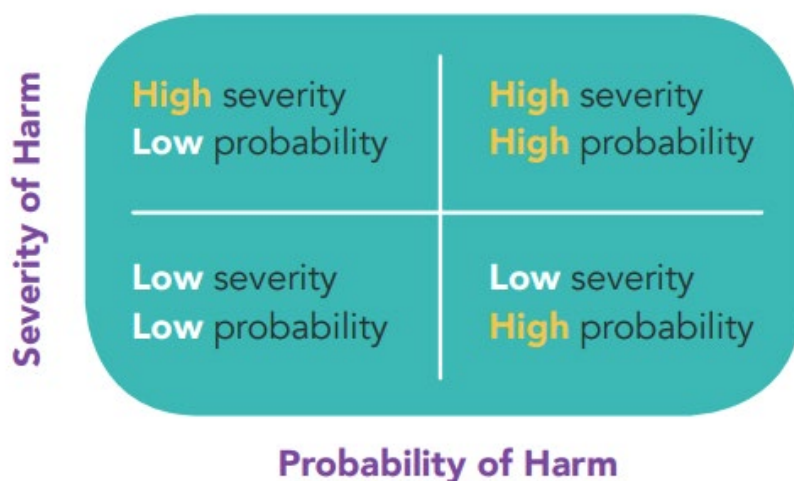 Severity of Harm
High severity
Low probability
High severity
High probability
Low severity
Low probability
Low severity
High probability
Probability of Harm